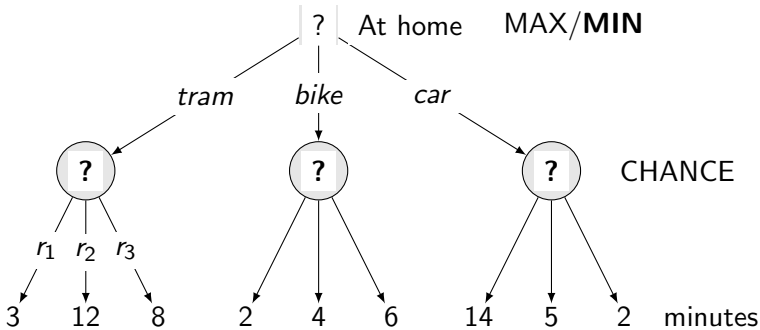 ? At home MAX/MIN
tram bike car
? ? ? CHANCE
r1 r2 r3
3 12 8 2 4 6 14 5 2 minutes